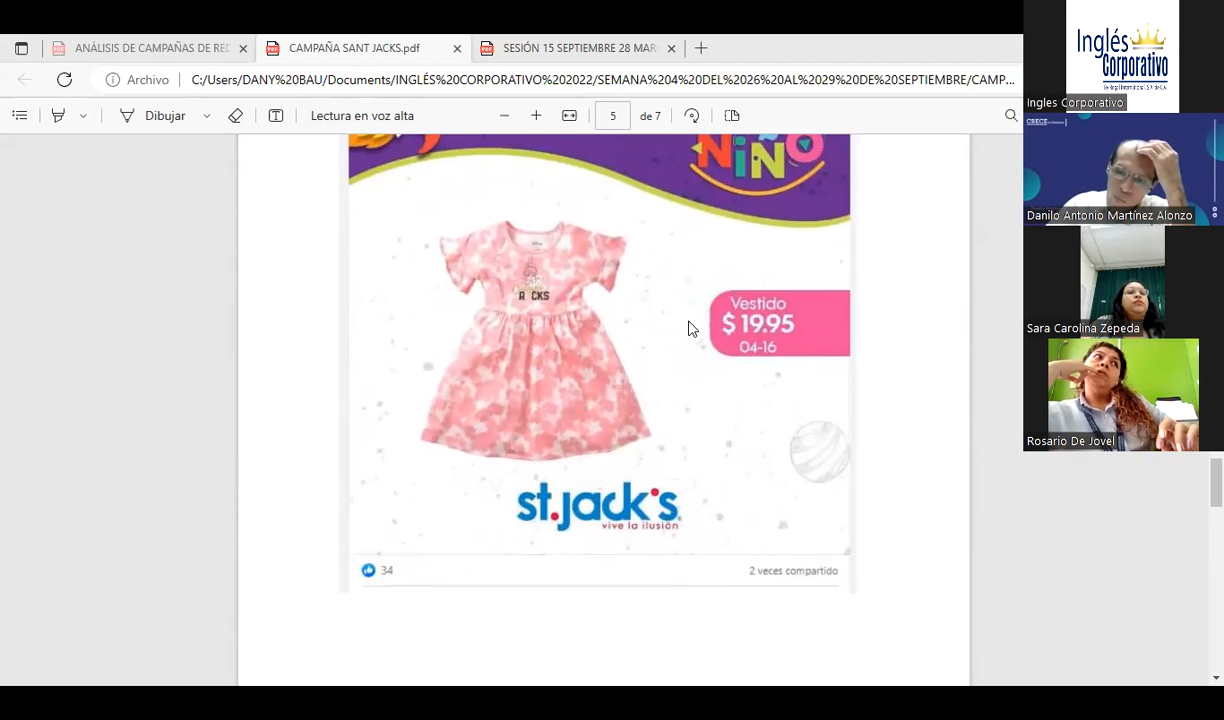 ANÁLISIS DE CAMPAÑAS DE RED
CAMPAÑA SANT JACKS.pdf
SESIÓN 15 SEPTIEMBRE 28 MAR
Archivo
C:/Users/DANY%20BAU/Documents/INGLÉS%20CORPORATIVO%202022/SEMANA%204%20DEL%2026%20AL%2029%20DE%20SEPTIEMBRE/CAMP...
Dibujar
Lectura en voz alta
5
de 7
NIÑO
R CKS
Vestido
$ 19.95
04-16
st.jack's
vive la ilusión
34
2 veces compartido
Inglés
Corporativo
Ingles Corporativo
CRECE
Danilo Antonio Martínez Alonzo
Sara Carolina Zepeda
Rosario De Jovel